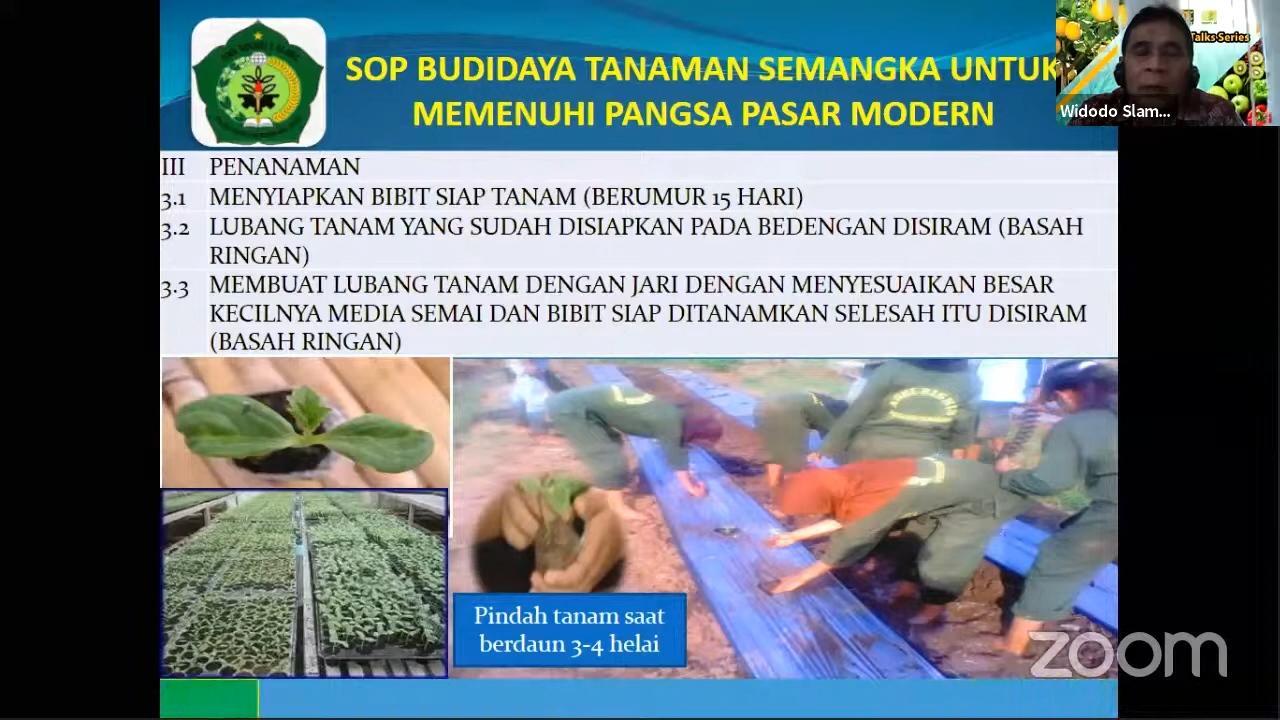 SOP BUDIDAYA TANAMAN SEMANGKA UNTUK
MEMENUHI PANGSA PASAR MODERN
Talks Series
Widodo Slam...
III PENANAMAN
3.1 MENYIAPKAN BIBIT SIAP TANAM (BERUMUR 15 HARI)
3.2 LUBANG TANAM YANG SUDAH DISIAPKAN PADA BEDENGAN DISIRAM (BASAH
RINGAN)
3.3 MEMBUAT LUBANG TANAM DENGAN JARI DENGAN MENYESUAIKAN BESAR
KECILNYA MEDIA SEMAI DAN BIBIT SIAP DITANAMKAN SELESAH ITU DISIRAM
(BASAH RINGAN)
Pindah tanam saat
berdaun 3-4 helai
zoom